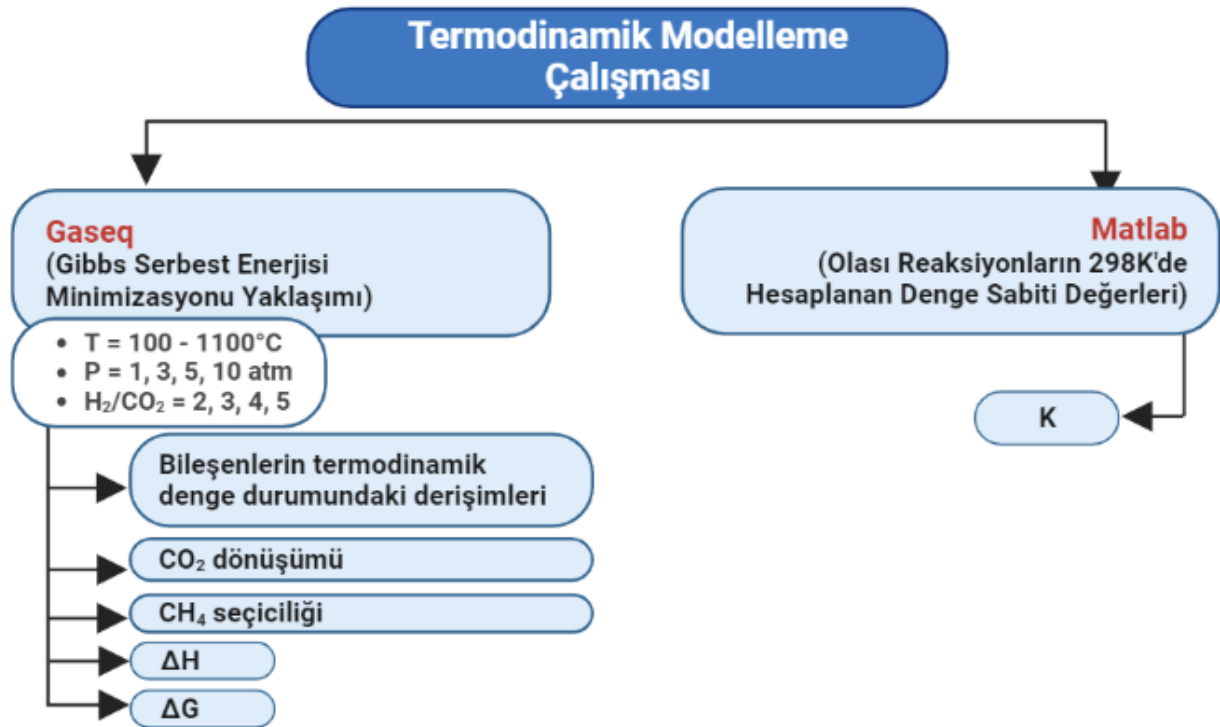 Termodinamik Modelleme
Çalışması
Gaseq
(Gibbs Serbest Enerjisi
Minimizasyonu Yaklaşımı)
• T = 100 - 1100°C
• P = 1, 3, 5, 10 atm
• H₂/CO₂ = 2, 3, 4, 5
Bileşenlerin termodinamik
denge durumundaki derişimleri
CO₂ dönüşümü
CH₄ seçiciliği
ΔH
ΔG
Matlab
(Olası Reaksiyonların 298K'de
Hesaplanan Denge Sabiti Değerleri)
K